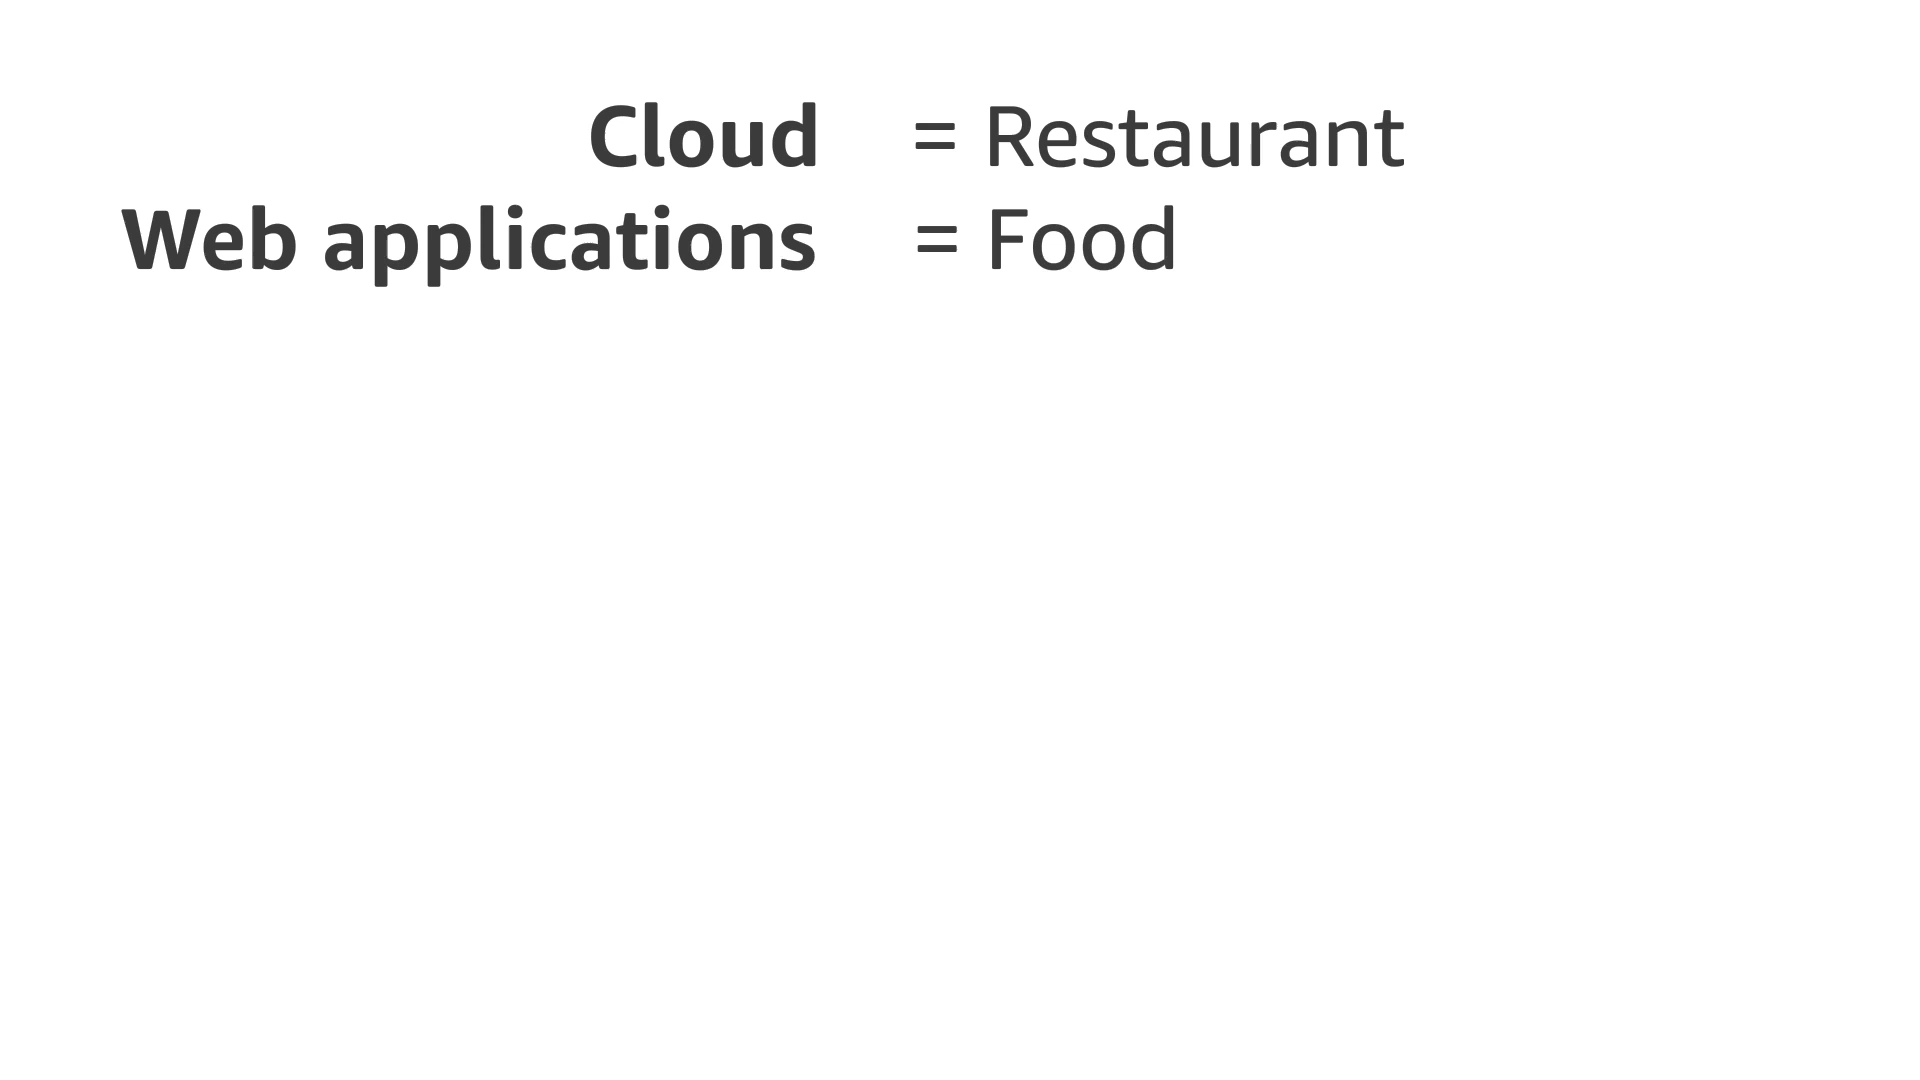 Cloud = Restaurant
Web applications = Food